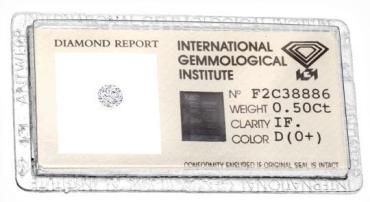 DIAMOND REPORT
INTERNATIONAL
GEMMOLOGICAL
INSTITUTE
Nº F2C38886
WEIGHT 0.50Ct
CLARITY IF.
COLOR D(0+)
CONFORMITY ENSURED IF ORIGINAL SEAL IS INTACT